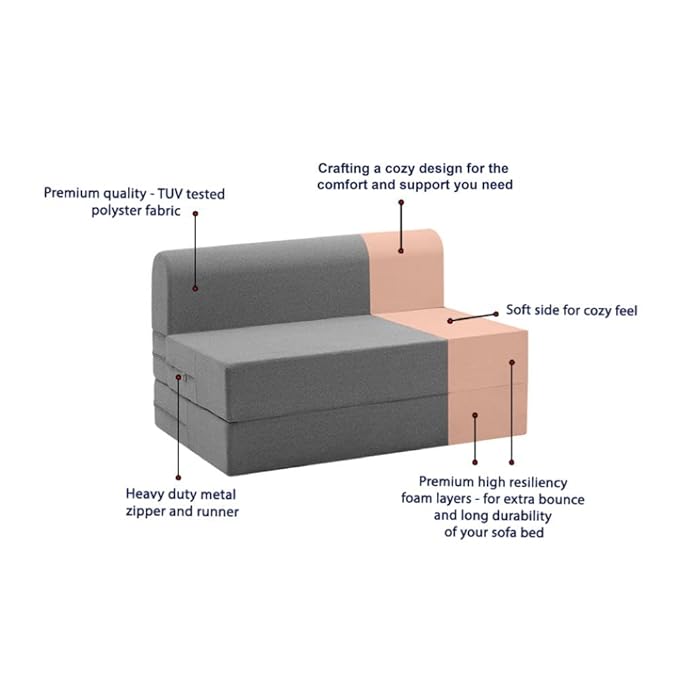 Crafting a cozy design for the
comfort and support you need
Premium quality - TUV tested
polyster fabric
Soft side for cozy feel
Heavy duty metal
zipper and runner
Premium high resiliency
foam layers - for extra bounce
and long durability
of your sofa bed